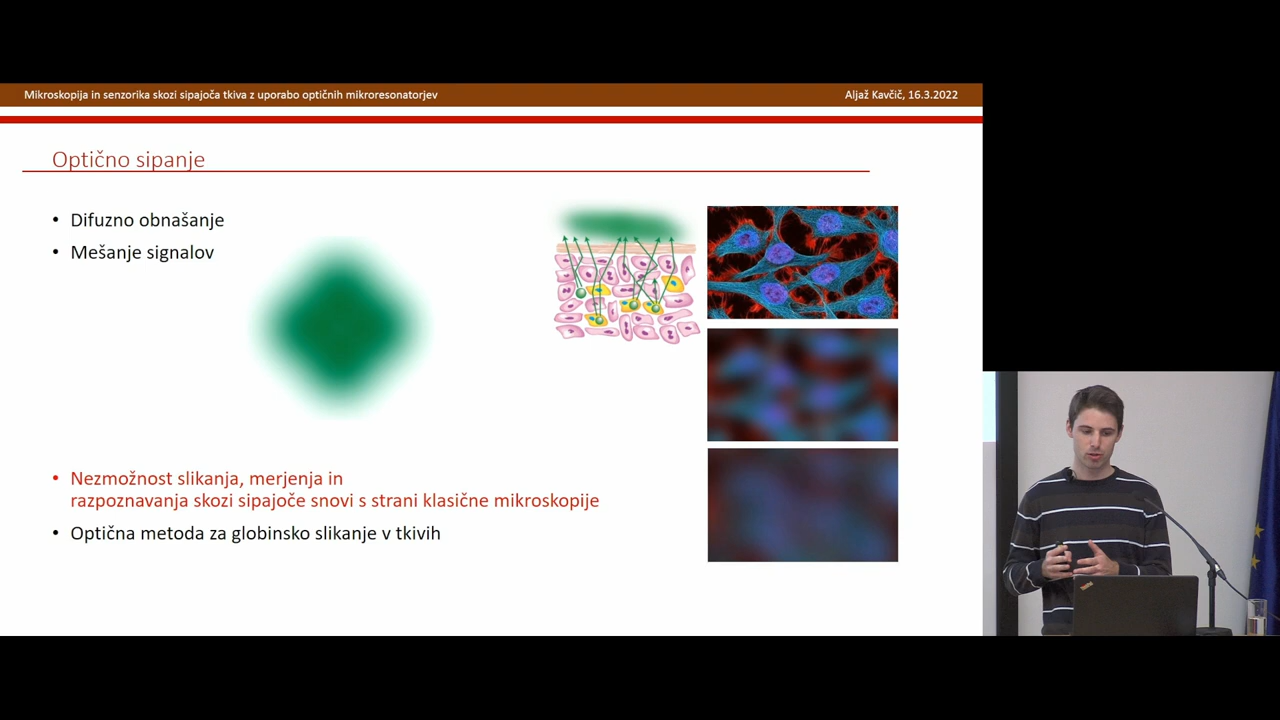 Mikroskopija in senzorika skozi sipajoča tkiva z uporabo optičnih mikroresonatorjev
Aljaž Kavčič, 16.3.2022
Optično sipanje
• Difuzno obnašanje
• Mešanje signalov
• Nezmožnost slikanja, merjenja in
razpoznavanja skozi sipajoče snovi s strani klasične mikroskopije
• Optična metoda za globinsko slikanje v tkivih